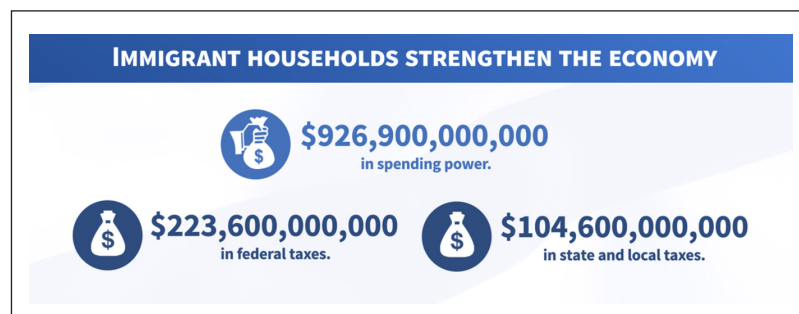 Immigrant households strengthen the economy
$926,900,000,000
in spending power.
$223,600,000,000
in federal taxes.
$104,600,000,000
in state and local taxes.